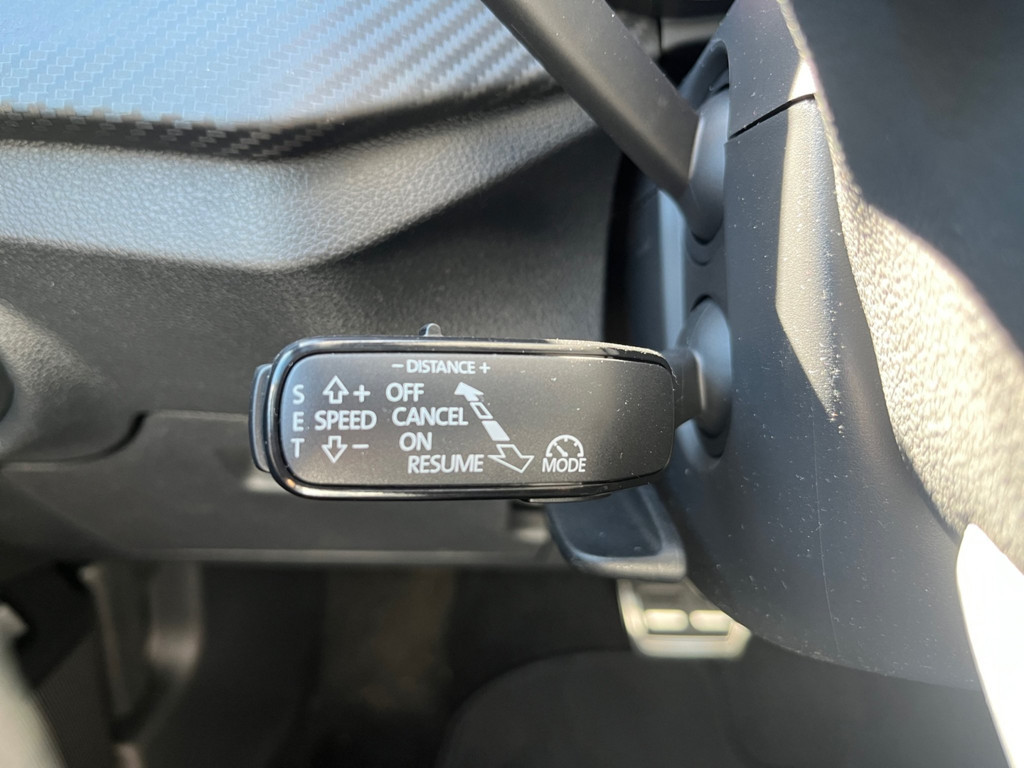 − DISTANCE +
S E T
+
SPEED
−
OFF
CANCEL
ON
RESUME
MODE